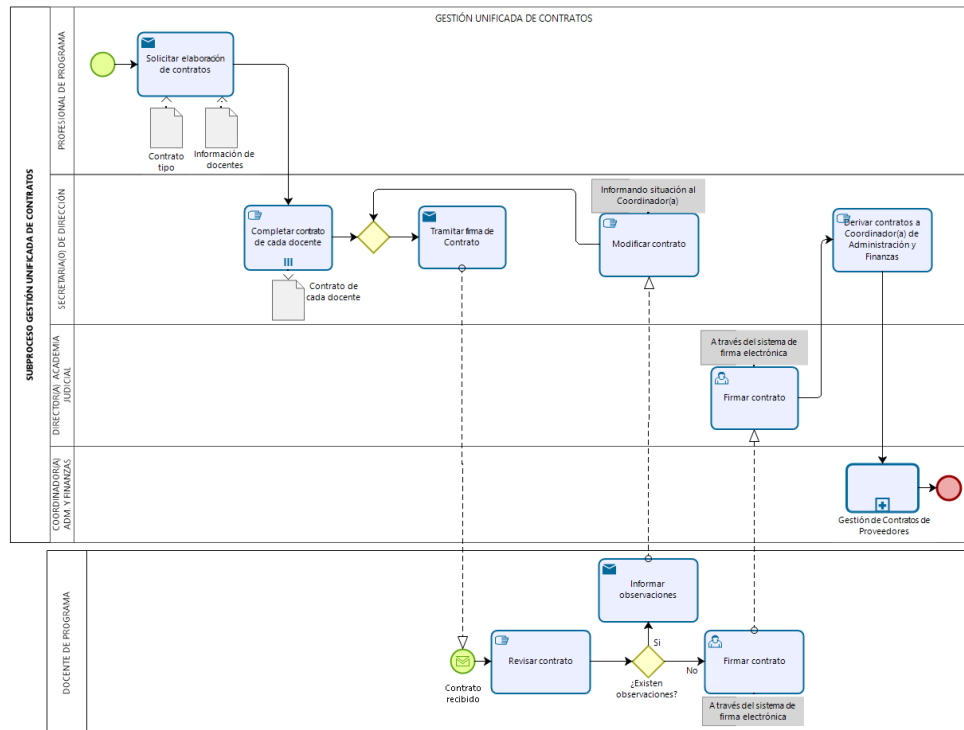 GESTIÓN UNIFICADA DE CONTRATOS
SUBPROCESO GESTIÓN UNIFICADA DE CONTRATOS
PROFESIONAL DE PROGRAMA
Solicitar elaboración
de contratos
Contrato
tipo
Información de
docentes
SECRETARIA(O) DE DIRECCIÓN
Completar contrato
de cada docente
Contrato de
cada docente
Tramitar firma de
Contrato
Informando situación al
Coordinador(a)
Modificar contrato
Derivar contratos a
Coordinador(a) de
Administración y
Finanzas
DIRECTOR(A) ACADEMIA
JUDICIAL
A través del sistema de
firma electrónica
Firmar contrato
COORDINADOR(A)
ADM. Y FINANZAS
Gestión de Contratos de
Proveedores
DOCENTE DE PROGRAMA
Contrato
recibido
Revisar contrato
¿Existen
observaciones?
Si
Informar
observaciones
No
Firmar contrato
A través del sistema de
firma electrónica